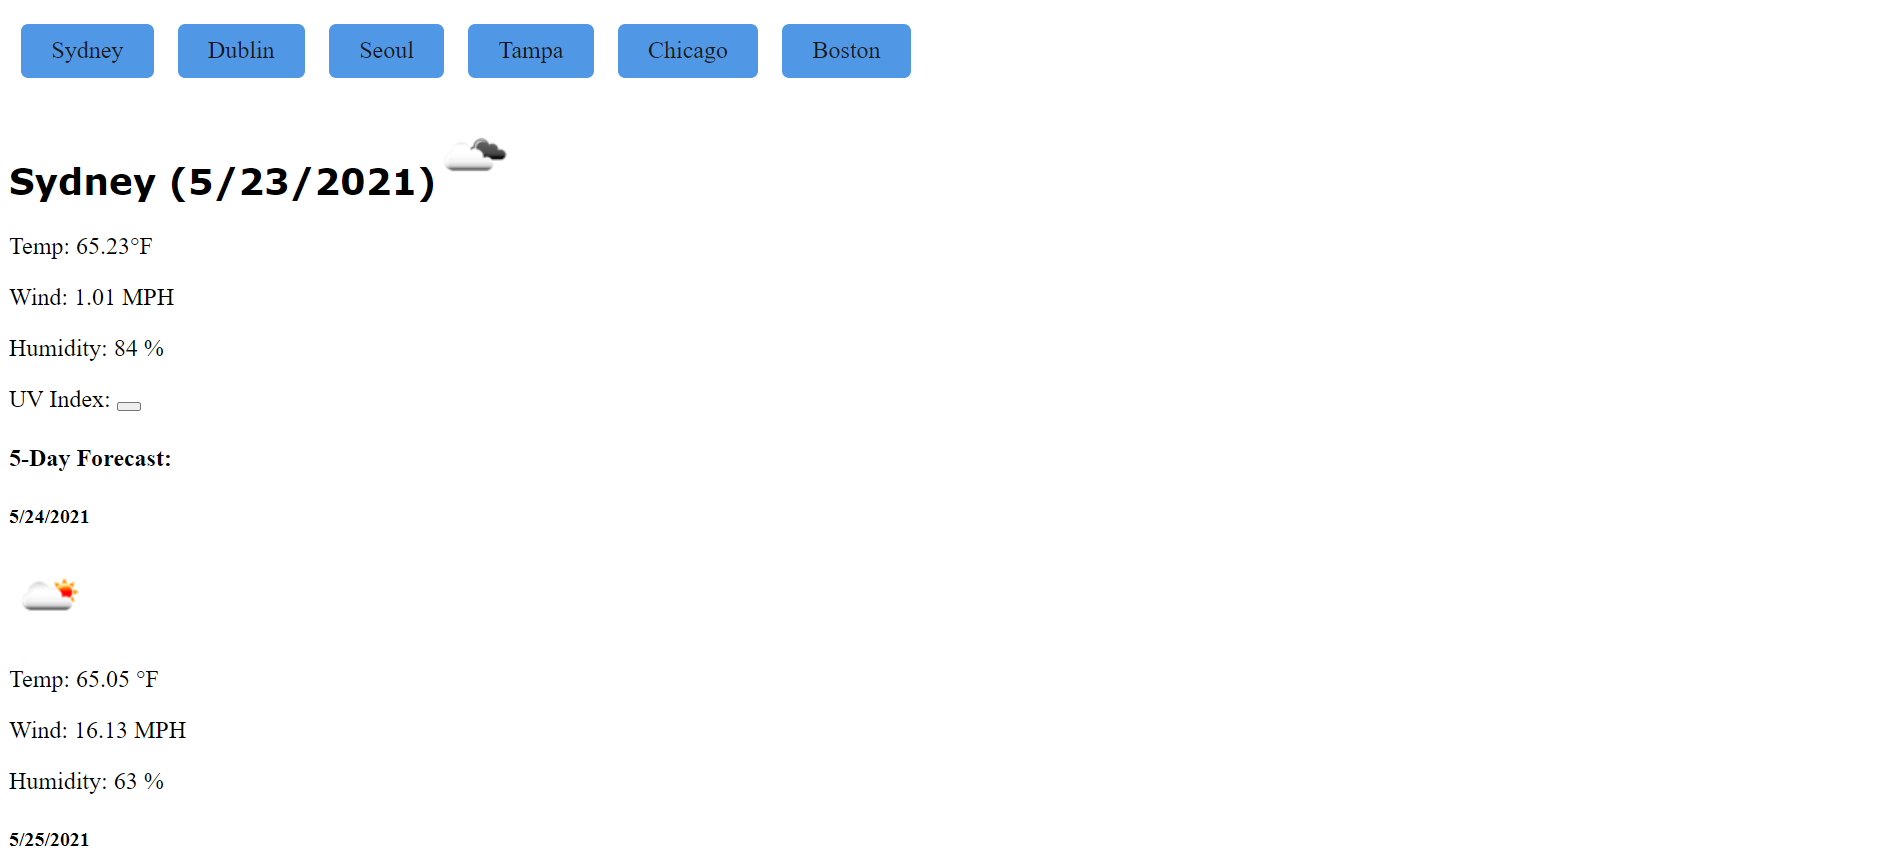 Sydney Dublin Seoul Tampa Chicago Boston
Sydney (5/23/2021)
Temp: 65.23°F
Wind: 1.01 MPH
Humidity: 84 %
UV Index:
5-Day Forecast:
5/24/2021
Temp: 65.05 °F
Wind: 16.13 MPH
Humidity: 63 %
5/25/2021